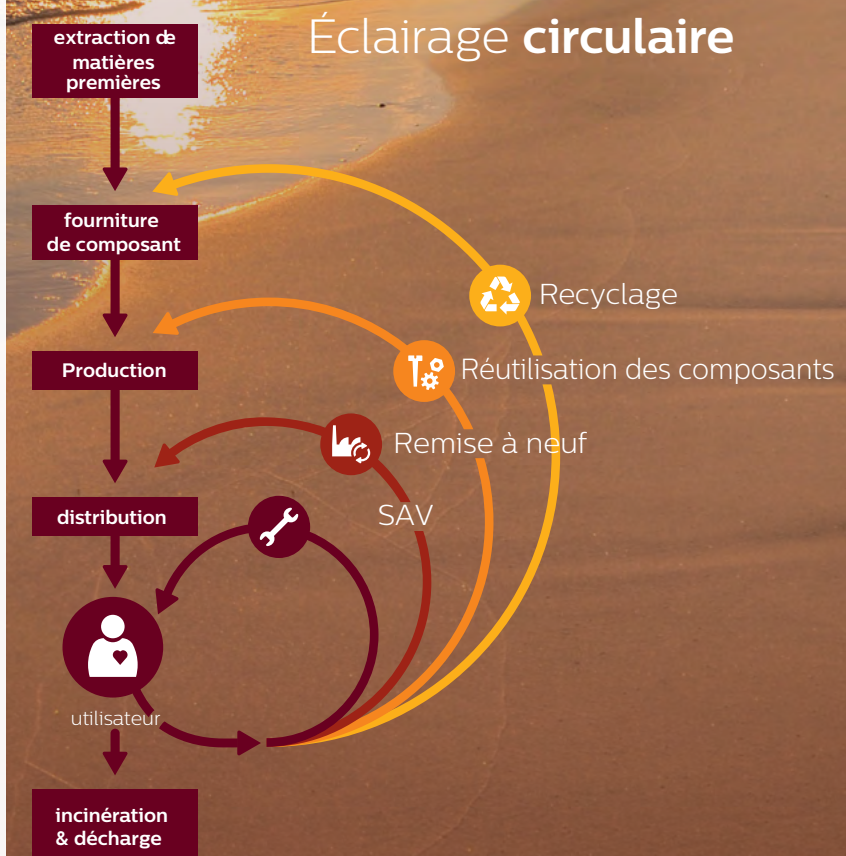 Éclairage circulaire
extraction de
matières
premières
fourniture
de composant
Recyclage
Production
Réutilisation des composants
Remise à neuf
distribution
SAV
utilisateur
incinération
& décharge